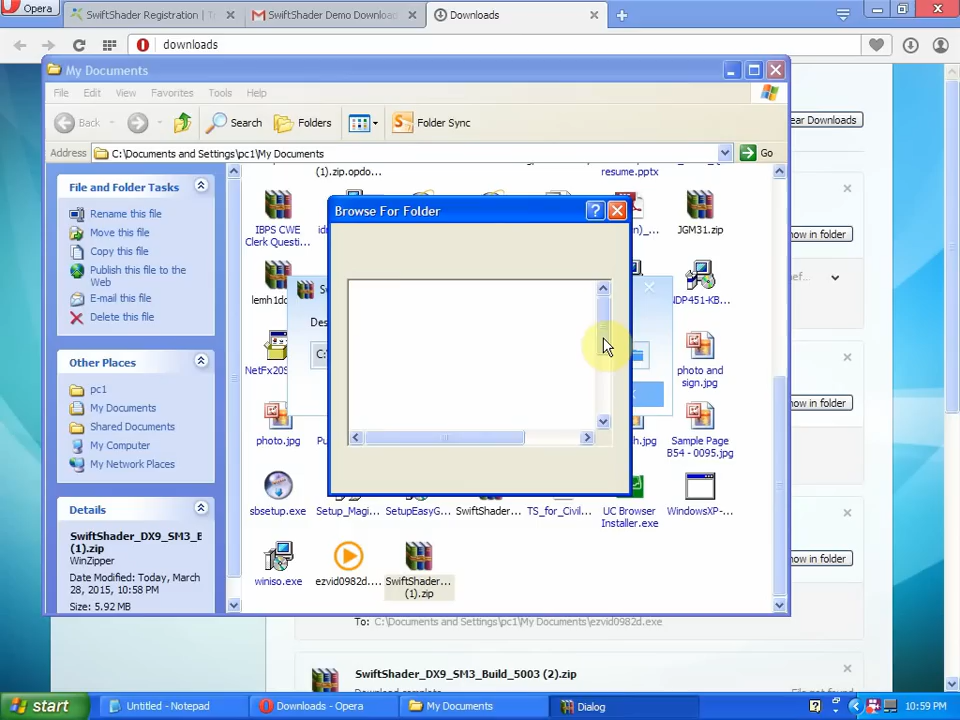 Opera
SwiftShader Registration | T
SwiftShader Demo Download
Downloads
downloads
My Documents
File Edit View Favorites Tools Help
Back
Search
Folders
Folder Sync
Address
C:\Documents and Settings\pc1\My Documents
Go
ear Downloads
File and Folder Tasks
Rename this file
Move this file
Copy this file
Publish this file to the
Web
E-mail this file
Delete this file
Other Places
pc1
My Documents
Shared Documents
My Computer
My Network Places
Details
SwiftShader_DX9_SM3_B
(1).zip
WinZipper
Date Modified: Today, March
28, 2015, 10:58 PM
Size: 5.92 MB
(1).zip.opdo...
resume.pptx
IBPS CWE
Clerk Questi...
JGM31.zip
NDP451-KB...
photo and
sign.jpg
photo.jpg
Sample Page
B54 - 0095.jpg
Browse For Folder
sbsetup.exe
Setup_Magi...
SetupEasyG...
SwiftShader...
TS_for_Civil...
UC Browser
Installer.exe
WindowsXP-...
winiso.exe
ezvid0982d....
SwiftShader...
(1).zip
how in folder
how in folder
how in folder
To: C:\Documents and Settings\pc1\My Documents\ezvid0982d.exe
SwiftShader_DX9_SM3_Build_5003 (2).zip
start
Untitled - Notepad
Downloads - Opera
My Documents
Dialog
10:59 PM